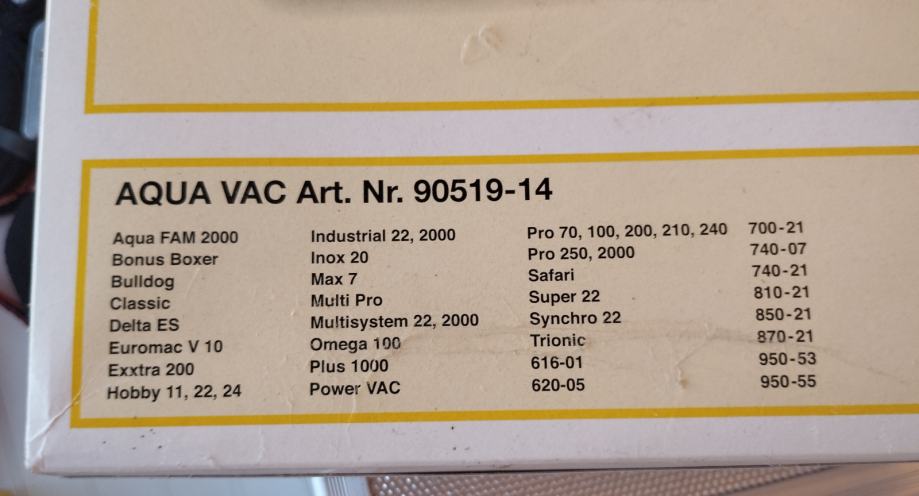 AQUA VAC Art. Nr. 90519-14
Aqua FAM 2000
Bonus Boxer
Bulldog
Classic
Delta ES
Euromac V 10
Exxtra 200
Hobby 11, 22, 24
Industrial 22, 2000
Inox 20
Max 7
Multi Pro
Multisystem 22, 2000
Omega 100
Plus 1000
Power VAC
Pro 70, 100, 200, 210, 240
Pro 250, 2000
Safari
Super 22
Synchro 22
Trionic
616-01
620-05
700-21
740-07
740-21
810-21
850-21
870-21
950-53
950-55